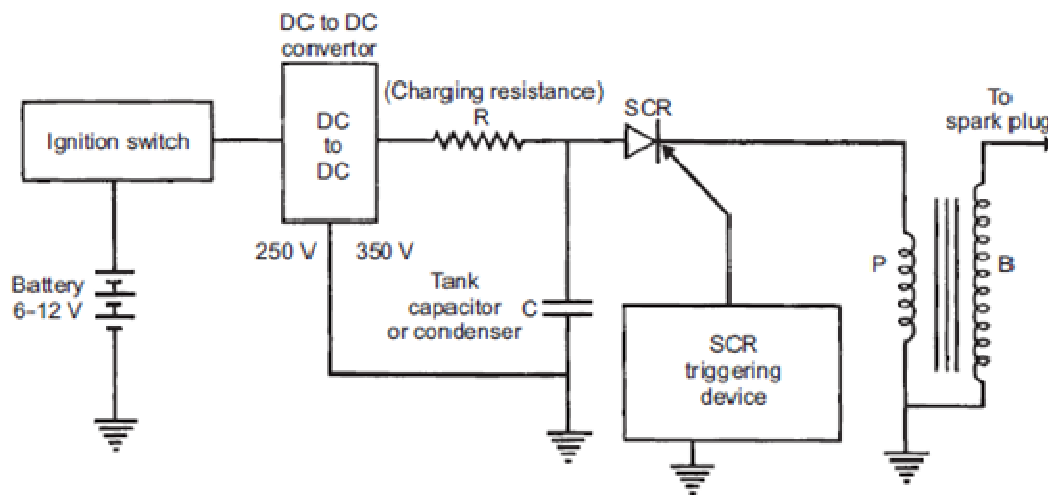 DC to DC
convertor
(Charging resistance)
R
SCR
To
spark plug
Ignition switch
DC
to
DC
250 V
350 V
Battery
6–12 V
Tank
capacitor
or condenser
C
SCR
triggering
device
P
B